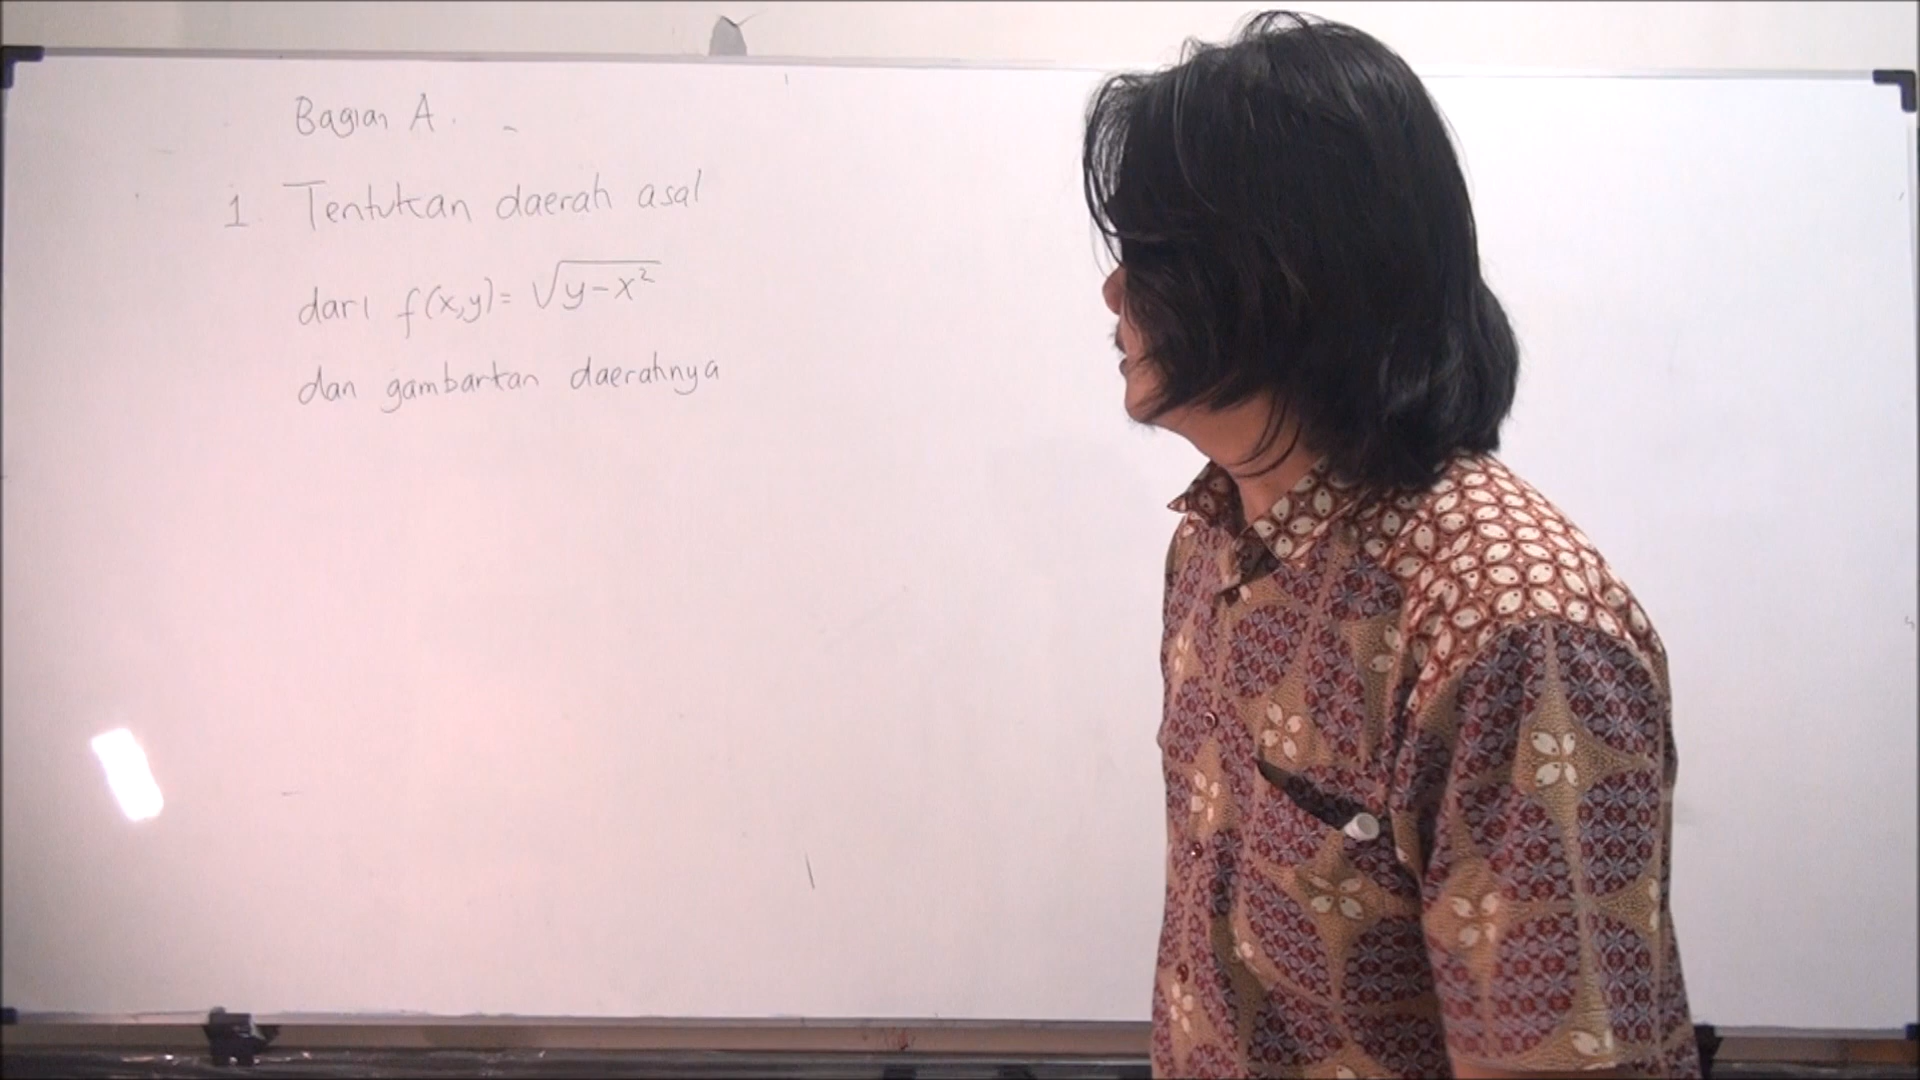 Bagian A.
1 Tentukan daerah asal
dari f(x,y)= √y-x²
dan gambarkan daerahnya